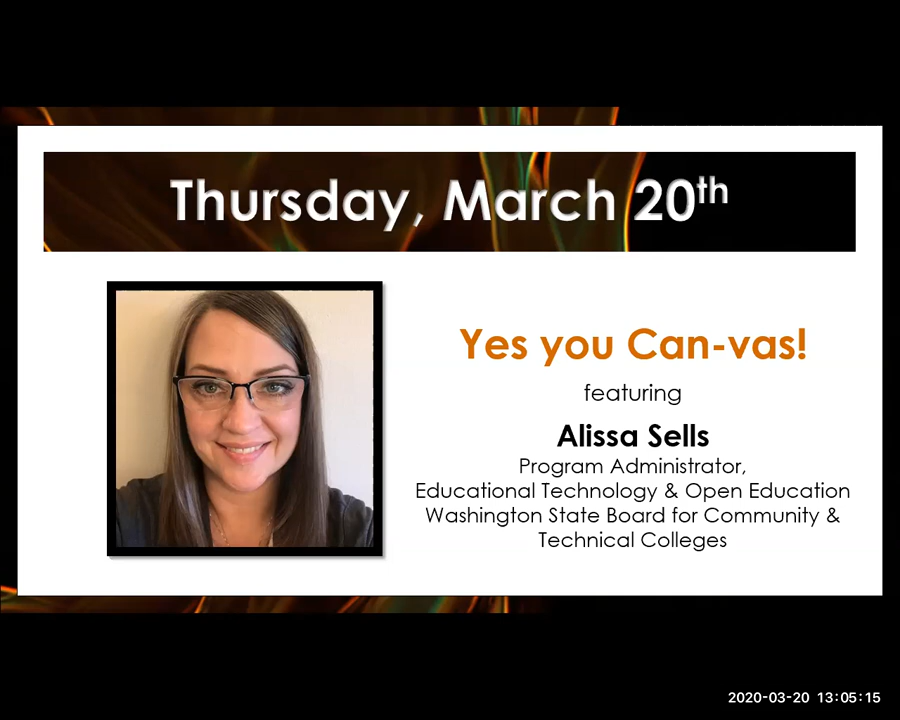 Thursday, March 20th
Yes you Can-vas!
featuring
Alissa Sells
Program Administrator,
Educational Technology & Open Education
Washington State Board for Community &
Technical Colleges
2020-03-20 13:05:15